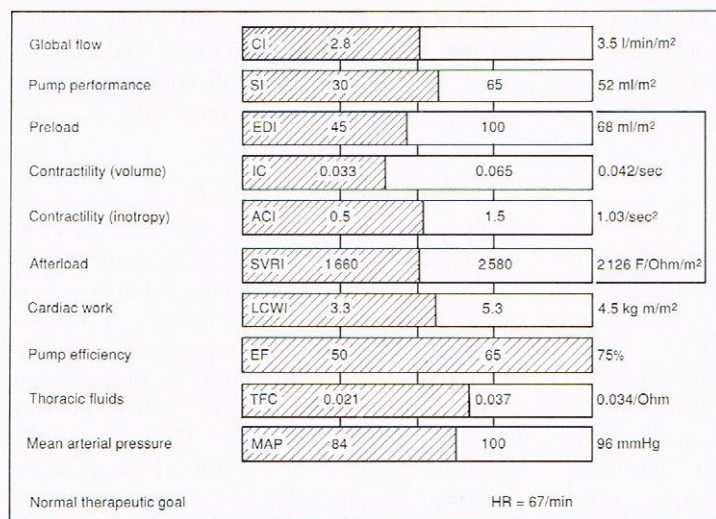 Global flow CI 2.8 3.5 l/min/m²
Pump performance SI 30 65 52 ml/m²
Preload EDI 45 100 68 ml/m²
Contractility (volume) IC 0.033 0.065 0.042/sec
Contractility (inotropy) ACI 0.5 1.5 1.03/sec²
Afterload SVRI 1660 2580 2126 F/Ohm/m²
Cardiac work LCWI 3.3 5.3 4.5 kg m/m²
Pump efficiency EF 50 65 75%
Thoracic fluids TFC 0.021 0.037 0.034/Ohm
Mean arterial pressure MAP 84 100 96 mmHg
Normal therapeutic goal HR = 67/min